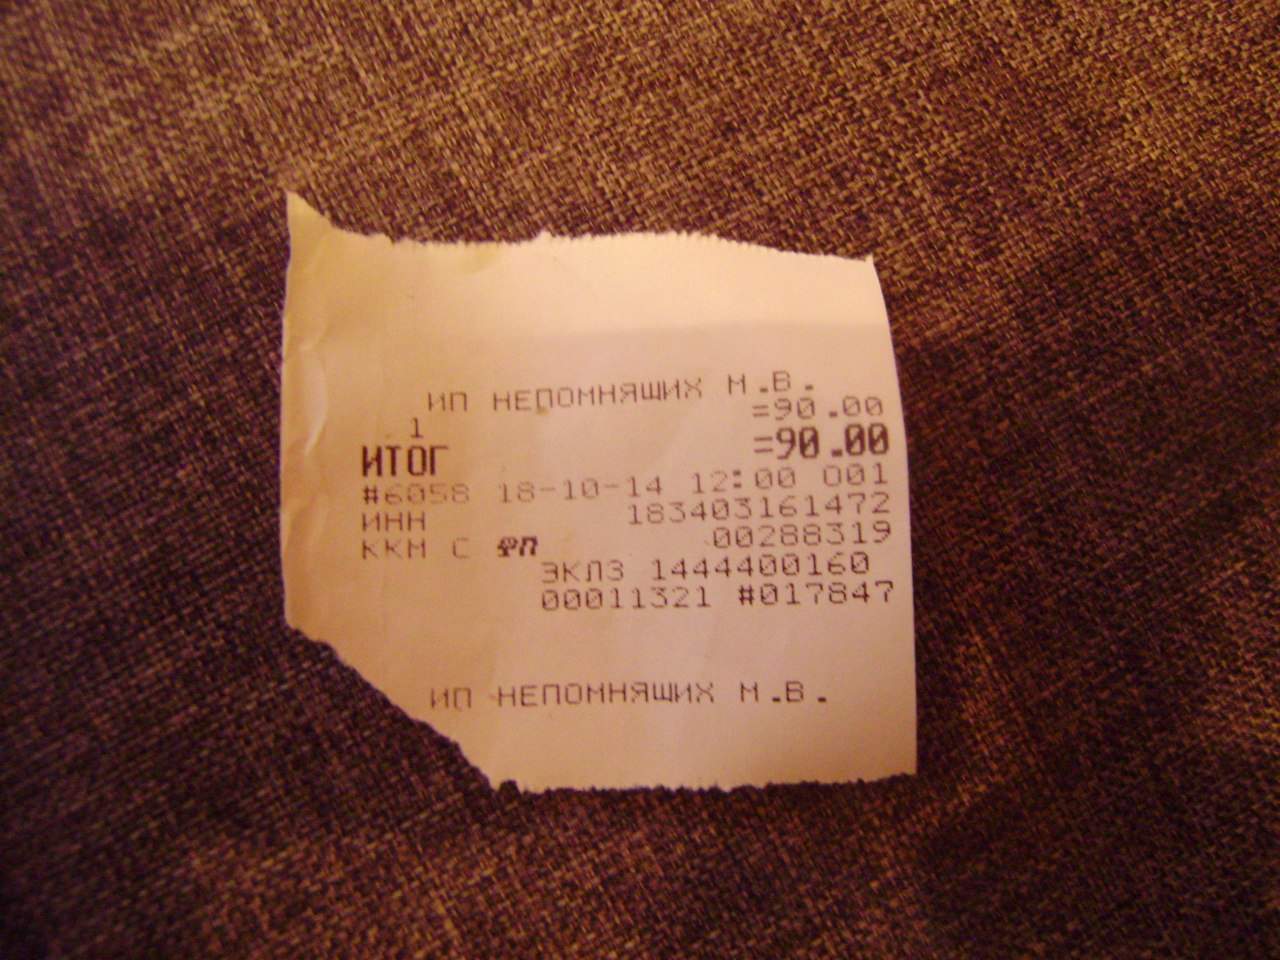 ИП НЕПОМНЯЩИХ М.В.
1 =90.00
ИТОГ =90.00
#6058 18-10-14 12:00 001
ИНН 183403161472
ККМ С ФП 00288319
ЭКЛЗ 1444400160
00011321 #017847
ИП НЕПОМНЯЩИХ М.В.